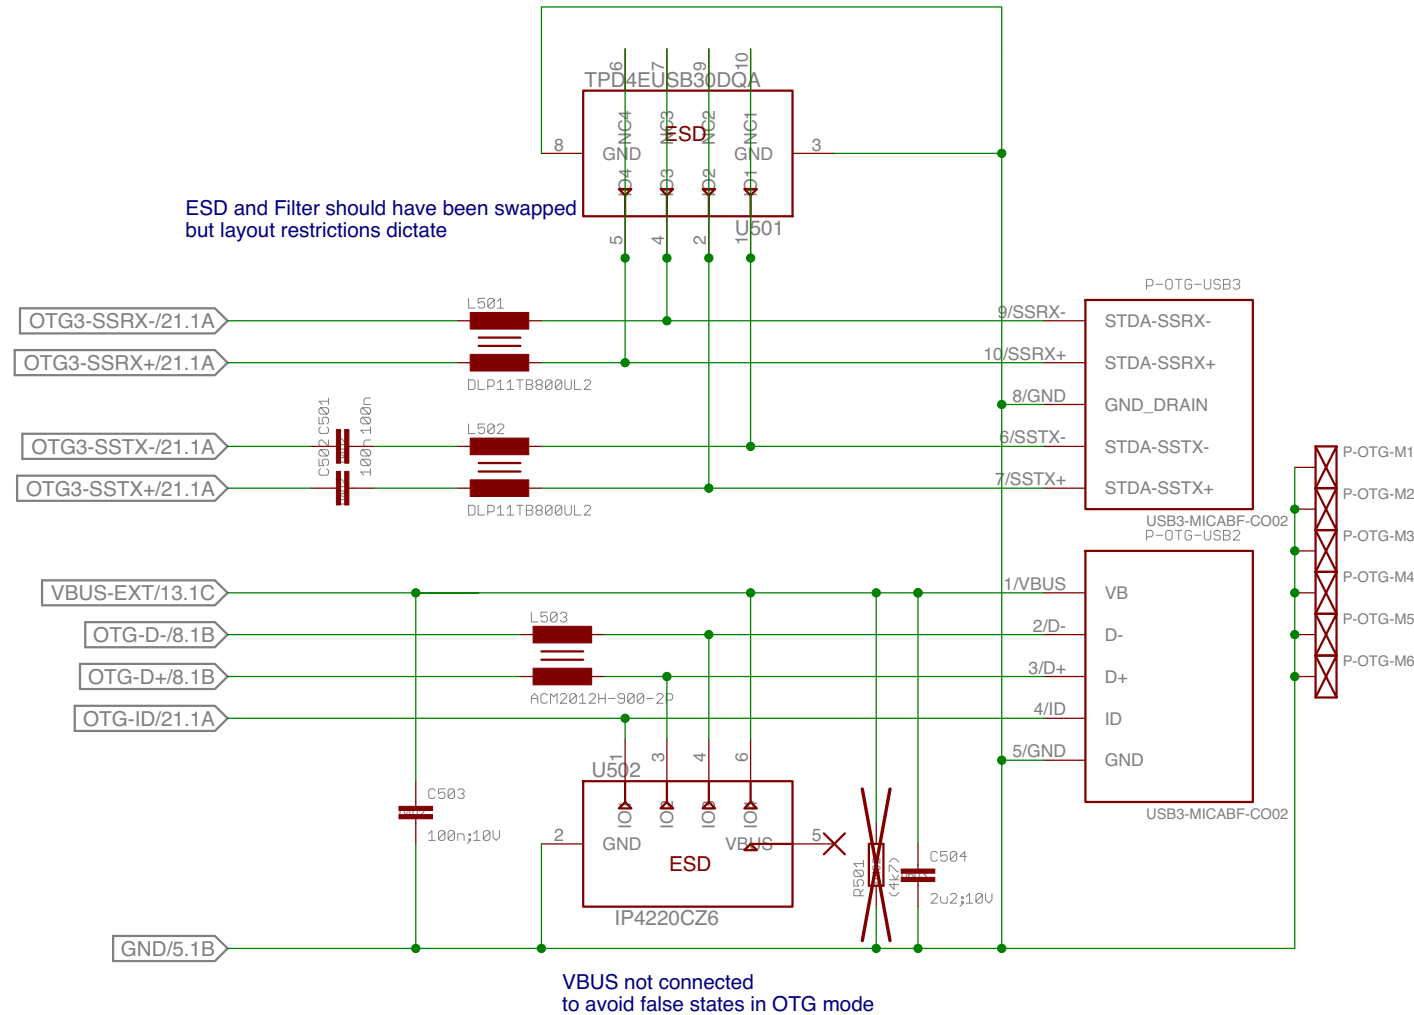 6
7
9
10
TPD4EUSB30DQA
NC4
NC3
NC2
NC1
ESD
8
GND
GND
3
IO4
IO3
IO2
IO1
ESD and Filter should have been swapped
but layout restrictions dictate
5
4
2
1
U501
P-OTG-USB3
OTG3-SSRX-/21.1A
L501
9/SSRX-
STDA-SSRX-
OTG3-SSRX+/21.1A
10/SSRX+
STDA-SSRX+
DLP11TB800UL2
8/GND
GND_DRAIN
C501
100n
OTG3-SSTX-/21.1A
L502
6/SSTX-
STDA-SSTX-
C502
100n
OTG3-SSTX+/21.1A
7/SSTX+
STDA-SSTX+
DLP11TB800UL2
USB3-MICABF-CO02
P-OTG-M1
P-OTG-M2
P-OTG-M3
P-OTG-M4
P-OTG-M5
P-OTG-M6
P-OTG-USB2
VBUS-EXT/13.1C
1/VBUS
VB
OTG-D-/8.1B
L503
2/D-
D-
OTG-D+/8.1B
3/D+
D+
ACM2012H-900-2P
OTG-ID/21.1A
4/ID
ID
5/GND
GND
USB3-MICABF-CO02
1
3
4
6
U502
IO1
IO2
IO3
IO4
C503
100n;10V
2
GND
VBUS
5
ESD
IP4220CZ6
R501
(4k7)
C504
2u2;10V
GND/5.1B
VBUS not connected
to avoid false states in OTG mode